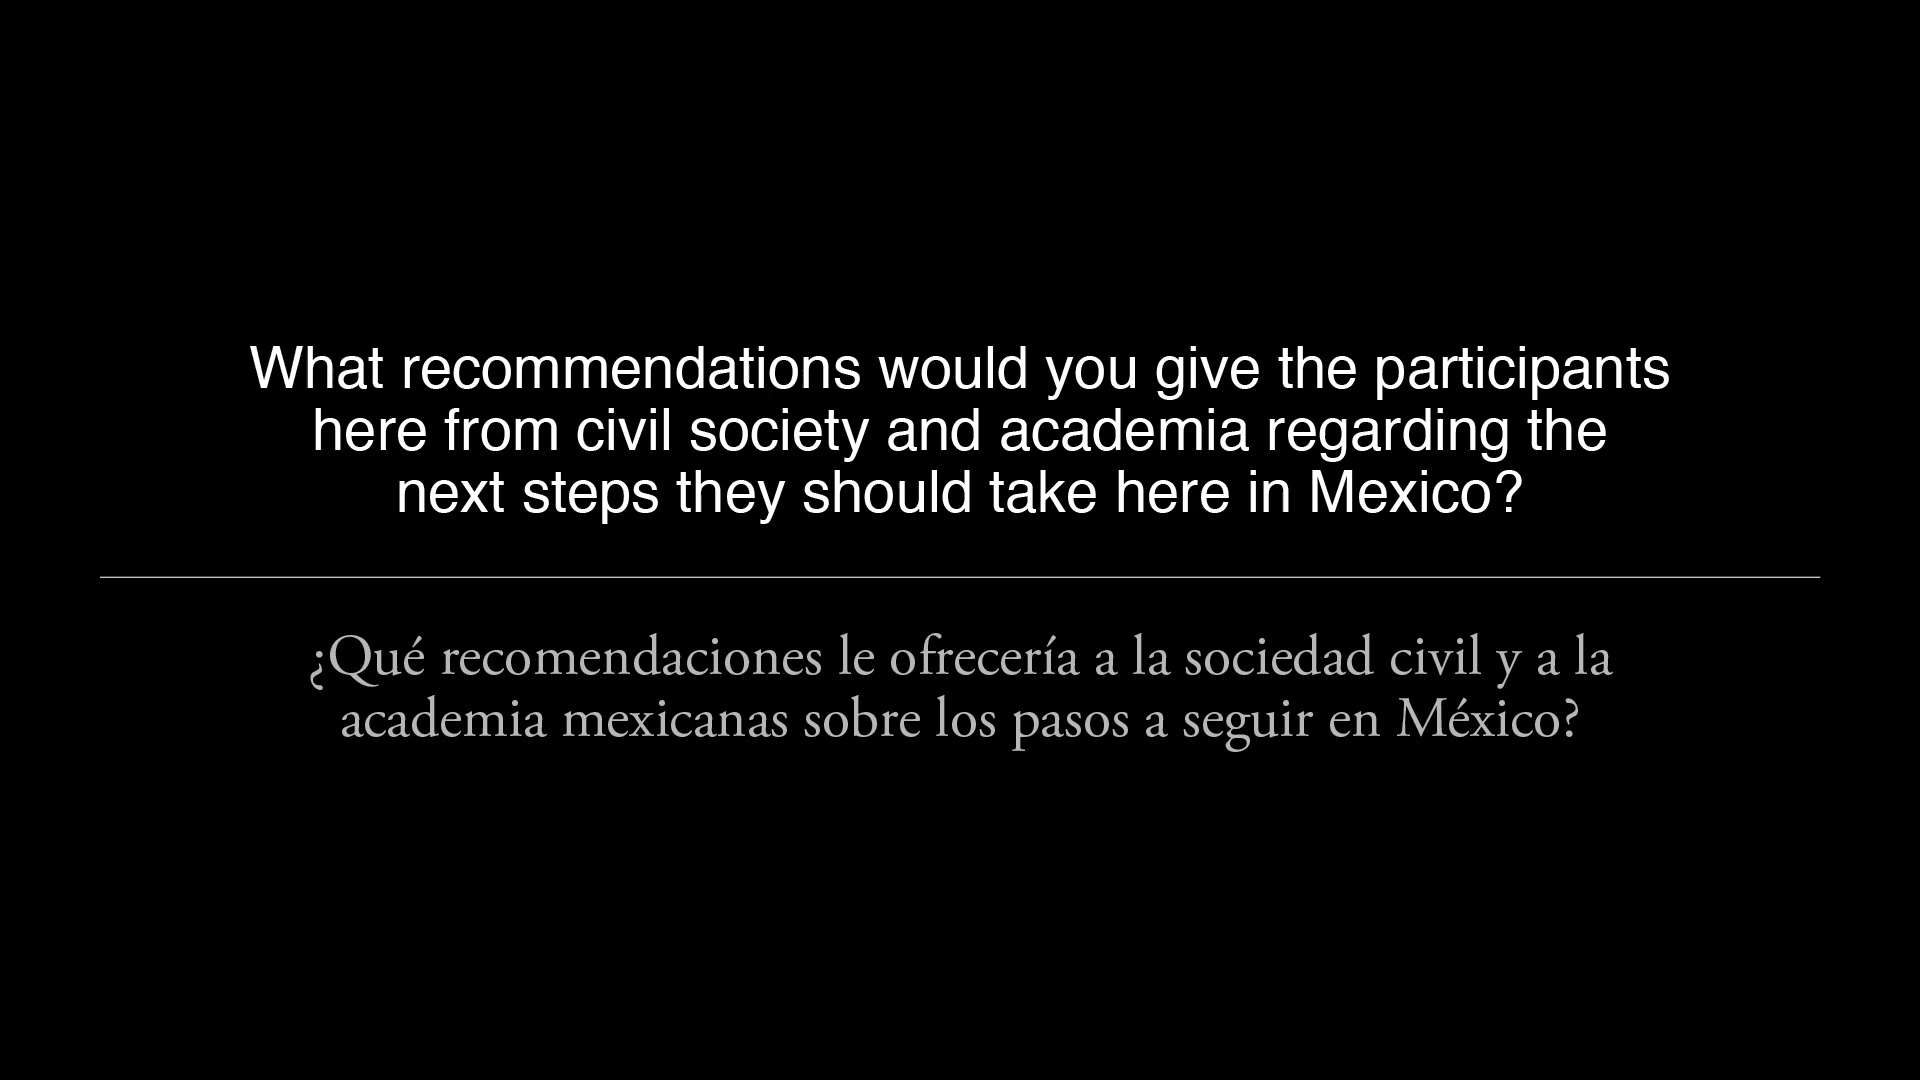 What recommendations would you give the participants
here from civil society and academia regarding the
next steps they should take here in Mexico?
¿Qué recomendaciones le ofrecería a la sociedad civil y a la
academia mexicanas sobre los pasos a seguir en México?